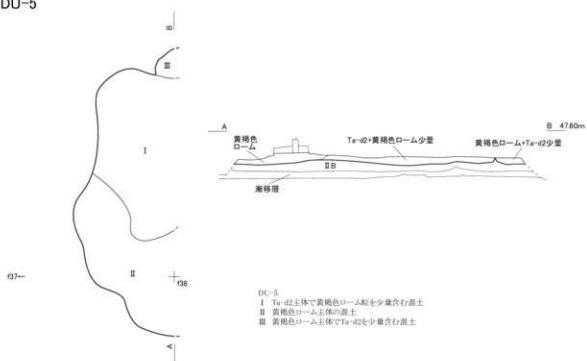 DU-5
B
Ⅲ
Ⅰ
Ⅱ
f37←
f38
A
A
B 47.60m
黄褐色
ローム
Ta-d2+黄褐色ローム少量
黄褐色ローム+Ta-d2少量
ⅡB
漸移層
DU-5
Ⅰ Ta-d2主体で黄褐色ローム粒を少量含む混土
Ⅱ 黄褐色ローム主体の混土
Ⅲ 黄褐色ローム主体でTa-d2を少量含む混土